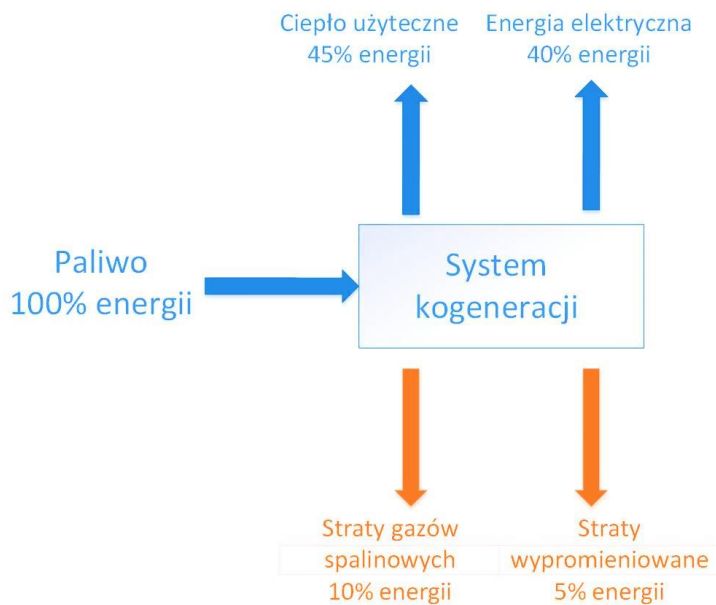 Ciepło użyteczne
45% energii
Energia elektryczna
40% energii
Paliwo
100% energii
System
kogeneracji
Straty gazów
spalinowych
10% energii
Straty
wypromieniowane
5% energii